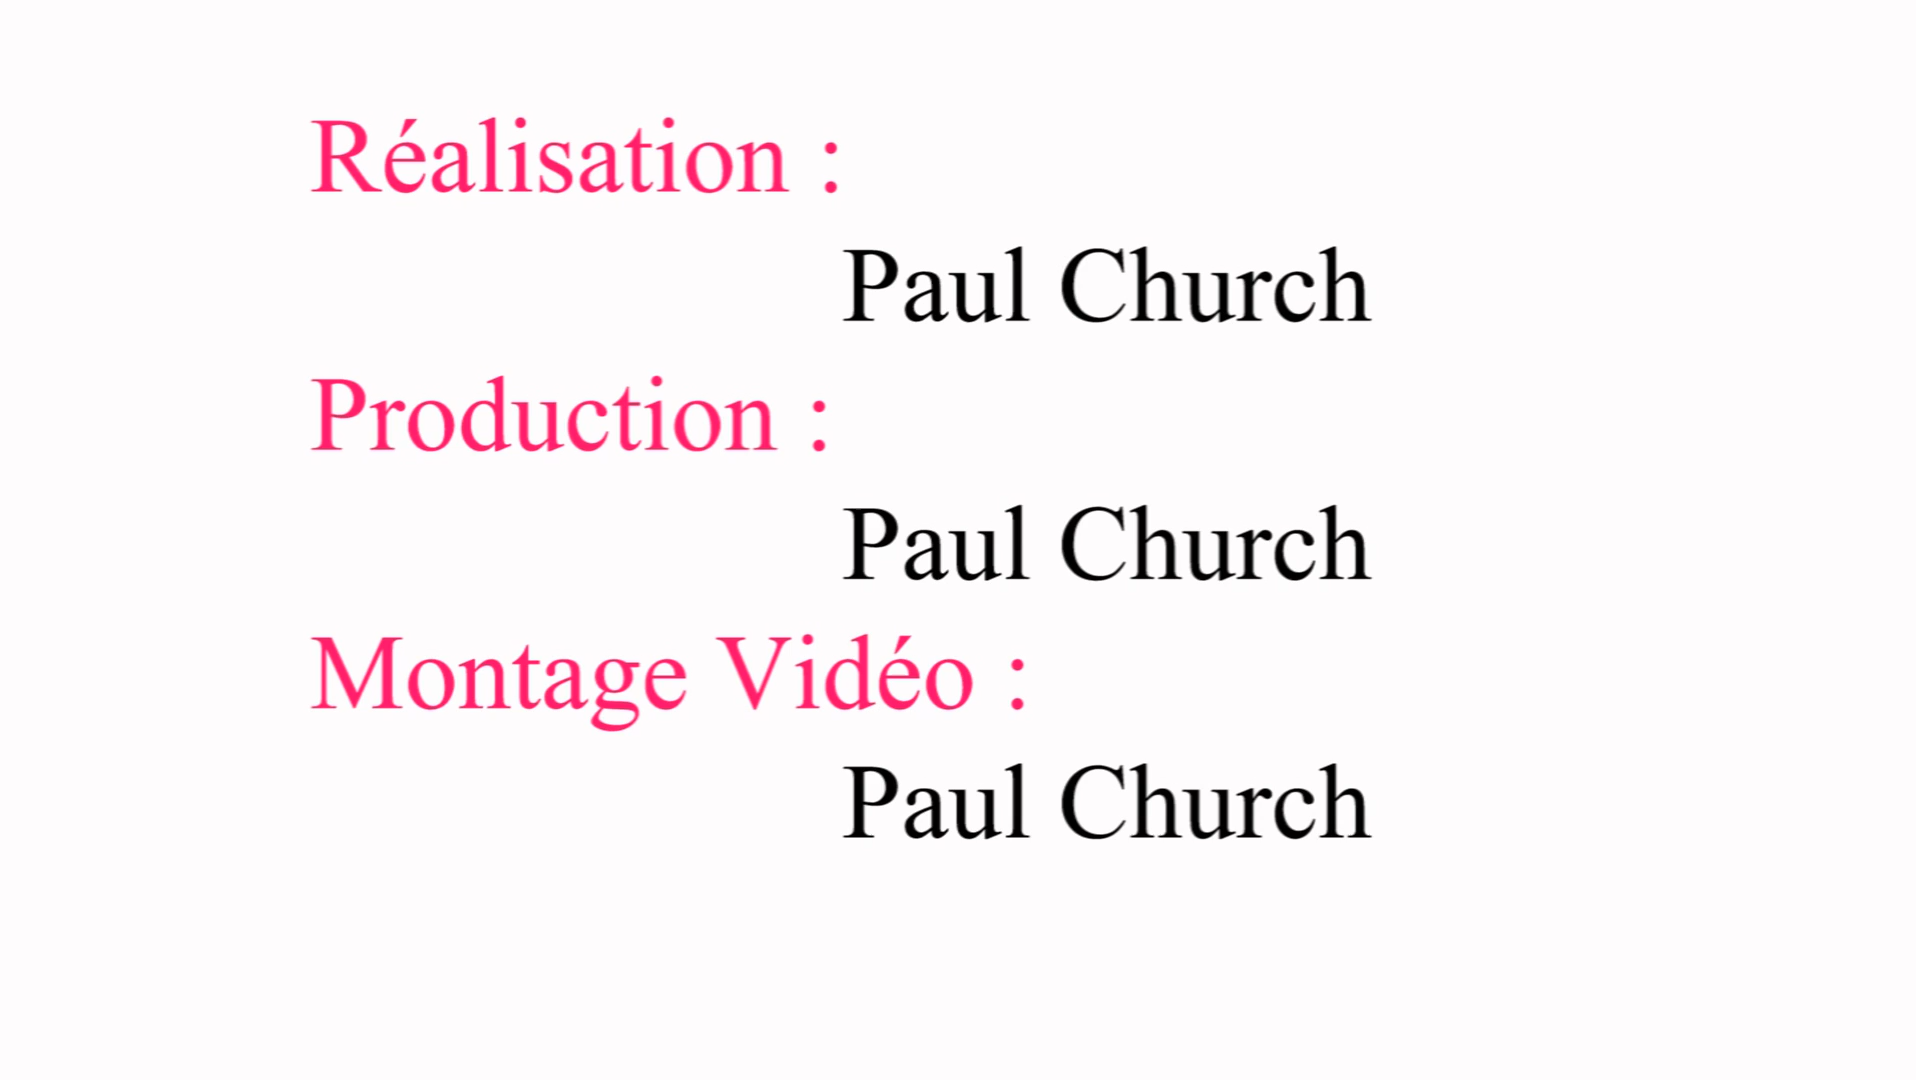 Réalisation :
Paul Church
Production :
Paul Church
Montage Vidéo :
Paul Church